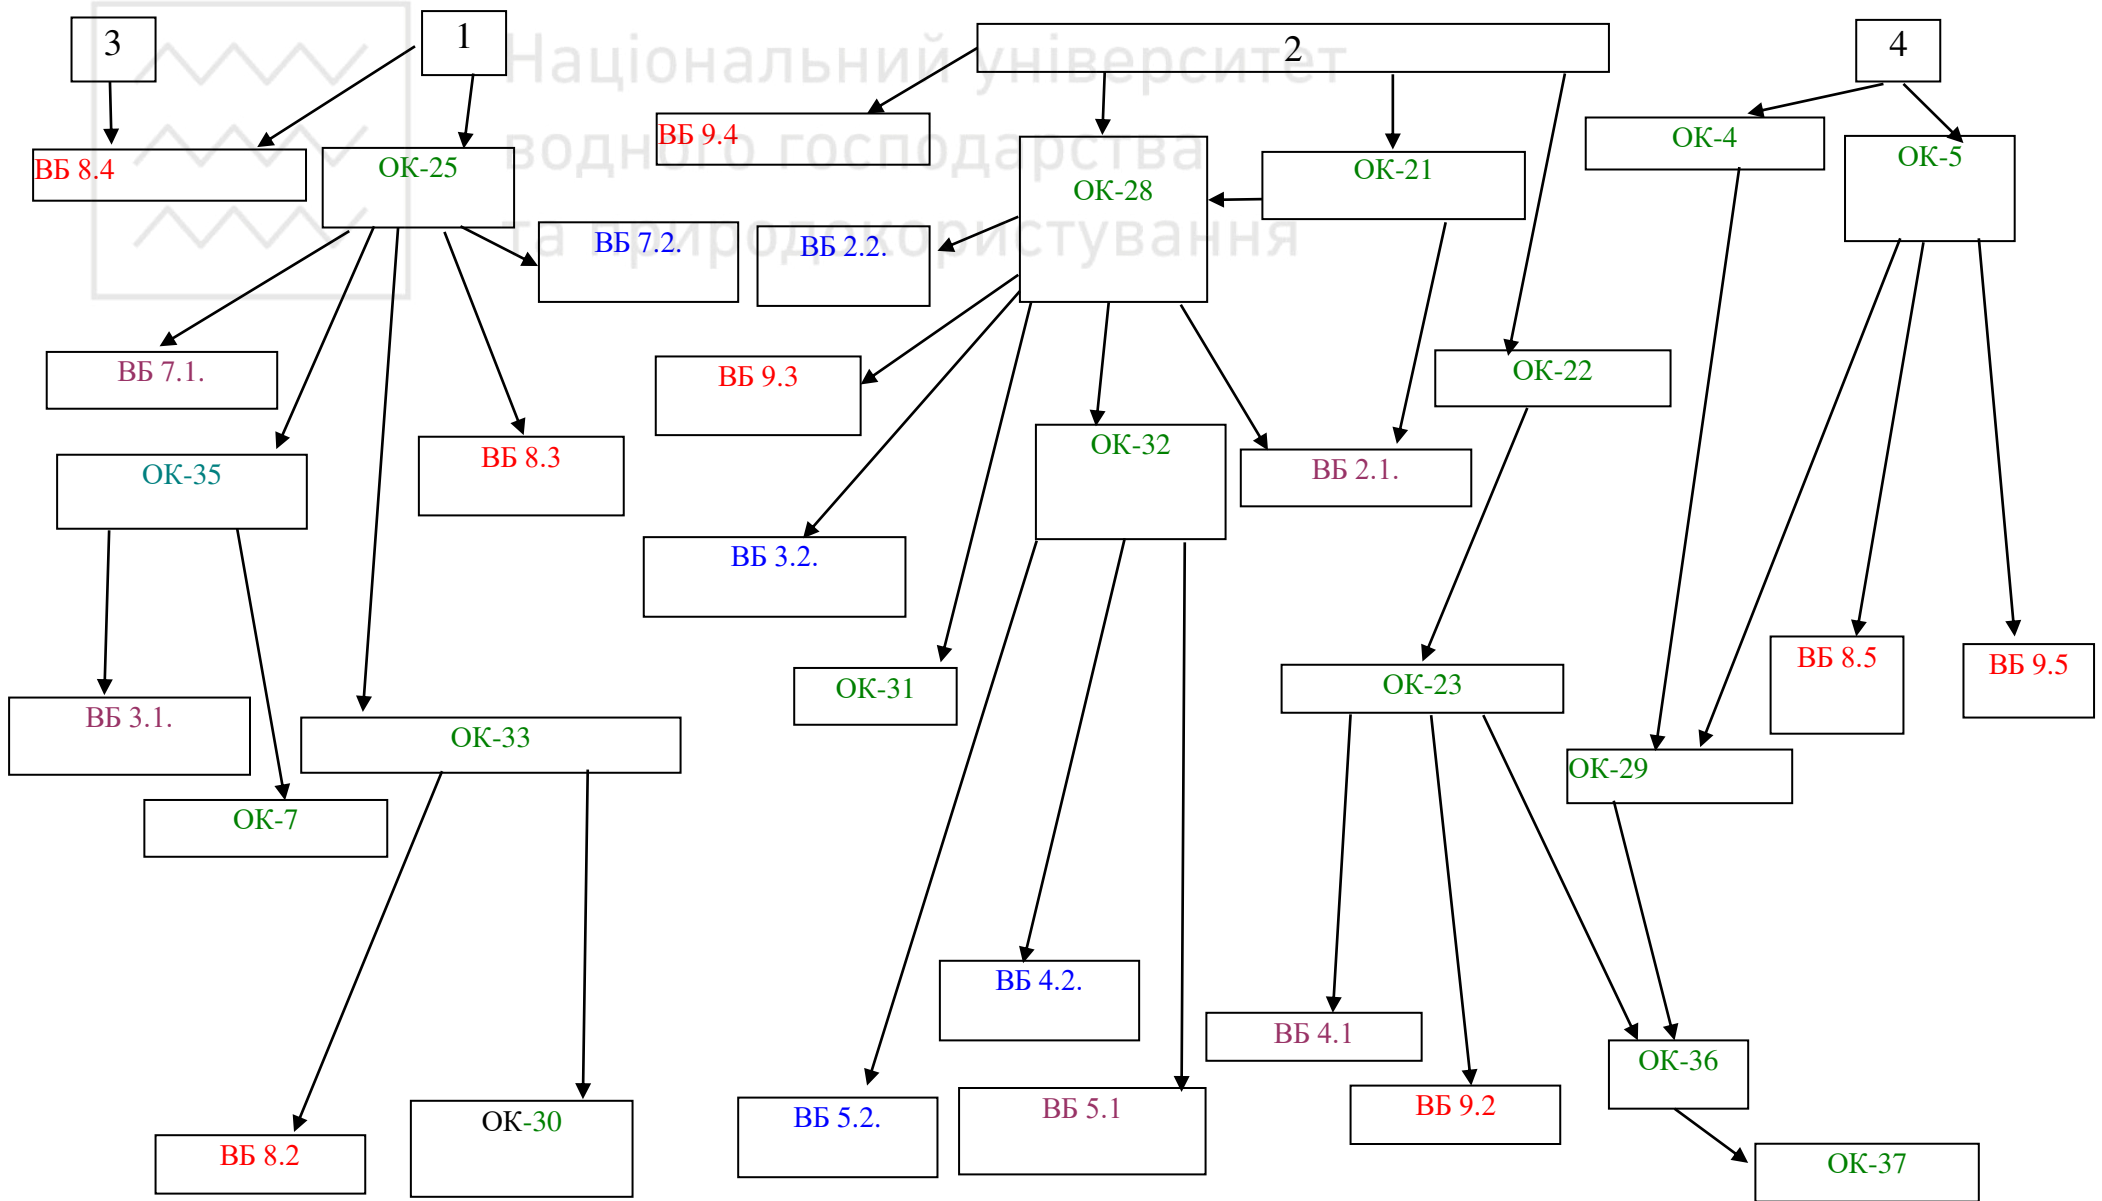 3
1
2
4
Національний університет
водного господарства
та природокористування
ВБ 8.4
ОК-25
ВБ 9.4
ОК-28
ОК-21
ОК-4
ОК-5
ВБ 7.2.
ВБ 2.2.
ВБ 7.1.
ВБ 9.3
ОК-22
ОК-35
ВБ 8.3
ОК-32
ВБ 2.1.
ВБ 3.2.
ВБ 3.1.
ОК-33
ОК-31
ОК-23
ВБ 8.5
ВБ 9.5
ОК-29
ОК-7
ВБ 4.2.
ВБ 4.1
ОК-36
ВБ 8.2
ОК-30
ВБ 5.2.
ВБ 5.1
ВБ 9.2
ОК-37